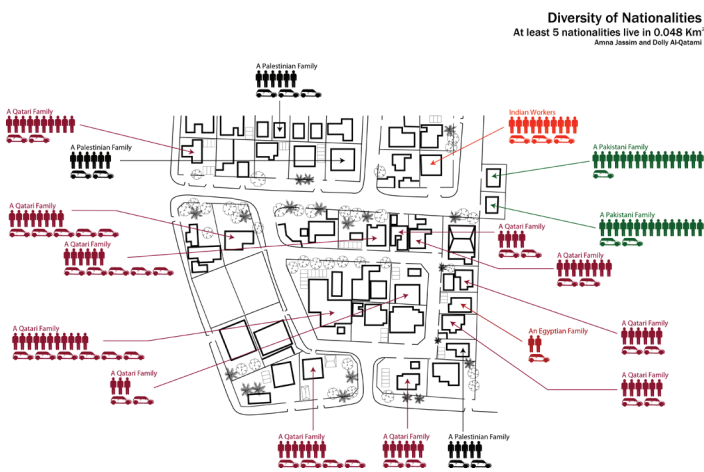 Diversity of Nationalities
At least 5 nationalities live in 0.048 Km²
Amna Jassim and Dolly Al-Qatami
A Palestinian Family
A Qatari Family
Indian Workers
A Palestinian Family
A Pakistani Family
A Qatari Family
A Pakistani Family
A Qatari Family
A Qatari Family
A Qatari Family
A Qatari Family
An Egyptian Family
A Qatari Family
A Qatari Family
A Qatari Family
A Qatari Family
A Qatari Family
A Palestinian Family